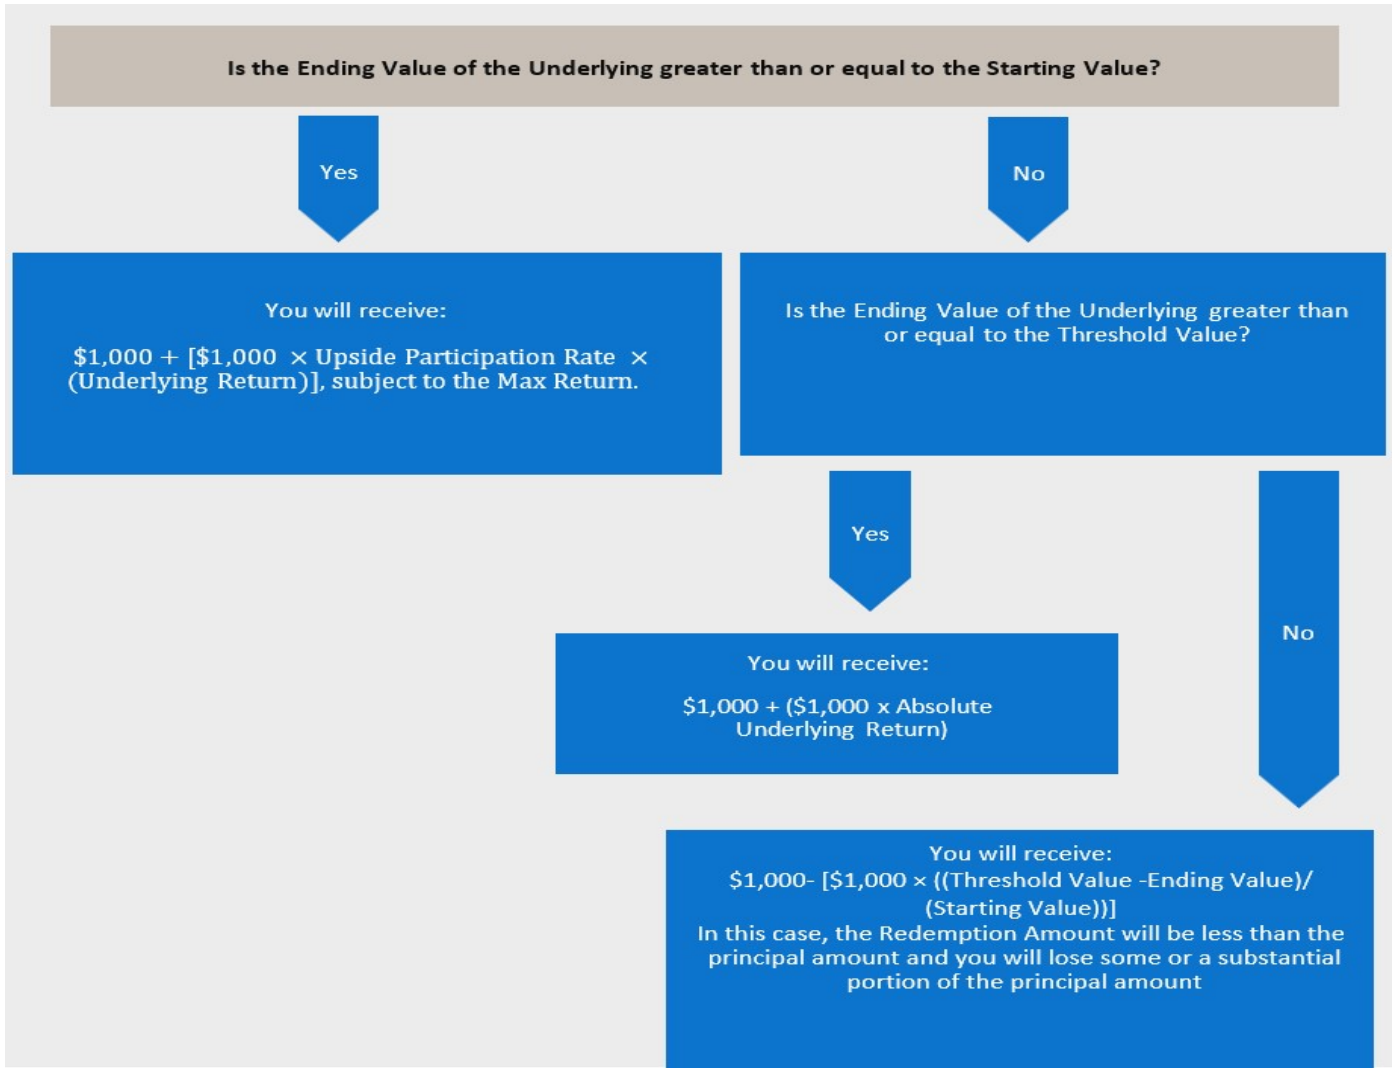 Is the Ending Value of the Underlying greater than or equal to the Starting Value?
Yes
No
You will receive:
$1,000 + [$1,000 × Upside Participation Rate ×
(Underlying Return)], subject to the Max Return.
Is the Ending Value of the Underlying greater than
or equal to the Threshold Value?
Yes
No
You will receive:
$1,000 + ($1,000 x Absolute
Underlying Return)
You will receive:
$1,000- [$1,000 × ((Threshold Value -Ending Value)/
(Starting Value))]
In this case, the Redemption Amount will be less than the
principal amount and you will lose some or a substantial
portion of the principal amount